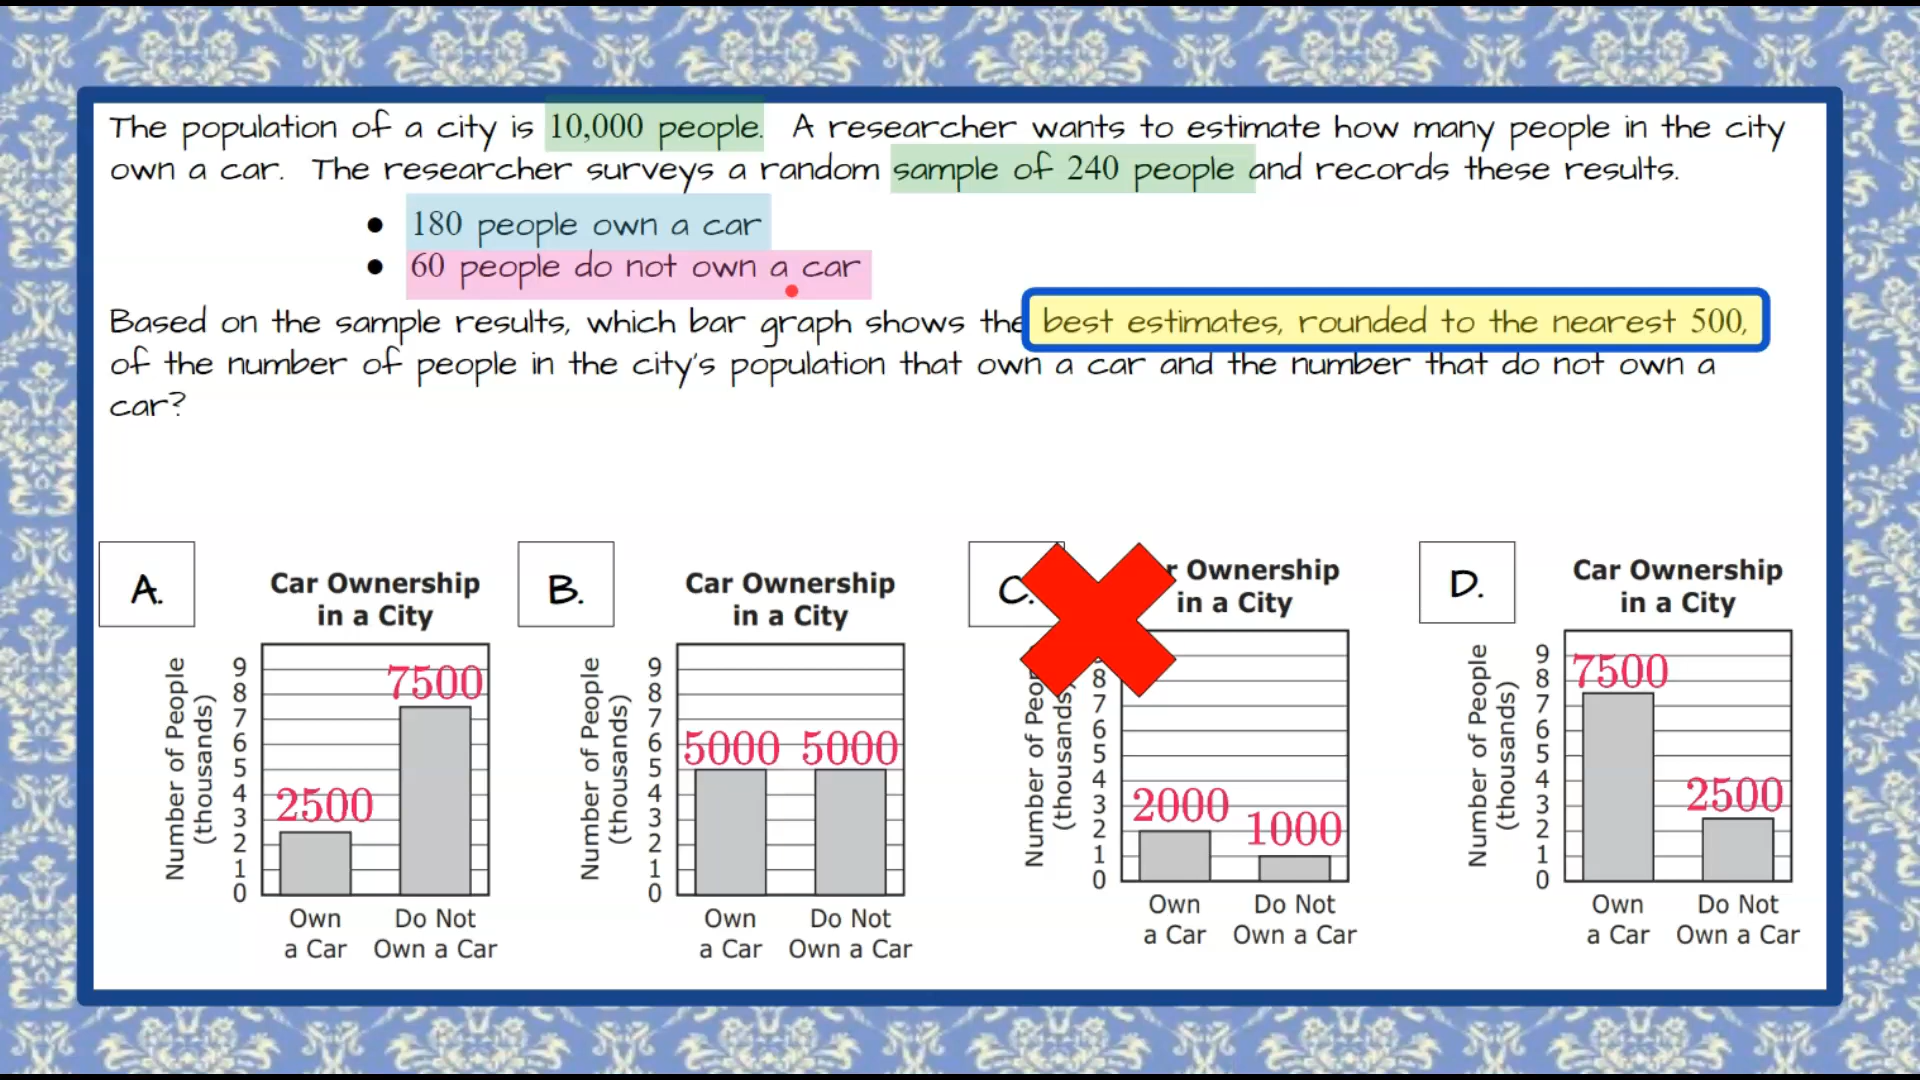 The population of a city is 10,000 people. A researcher wants to estimate how many people in the city
own a car. The researcher surveys a random sample of 240 people and records these results.
● 180 people own a car
● 60 people do not own a car
Based on the sample results, which bar graph shows the best estimates, rounded to the nearest 500,
of the number of people in the city's population that own a car and the number that do not own a
car?
A.
Car Ownership
in a City
Number of People
(thousands)
9
8
7
6
5
4
3
2
1
0
2500
7500
Own
a Car
Do Not
Own a Car
B.
Car Ownership
in a City
Number of People
(thousands)
9
8
7
6
5
4
3
2
1
0
5000
5000
Own
a Car
Do Not
Own a Car
C.
r Ownership
in a City
Number of Peop
(thousands)
8
7
6
5
4
3
2
1
0
2000
1000
Own
a Car
Do Not
Own a Car
D.
Car Ownership
in a City
Number of People
(thousands)
9
8
7
6
5
4
3
2
1
0
7500
2500
Own
a Car
Do Not
Own a Car